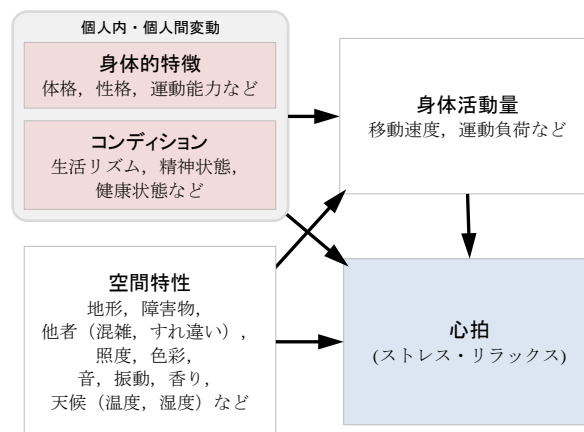 個人内・個人間変動
身体的特徴
体格，性格，運動能力など
コンディション
生活リズム，精神状態，
健康状態など
身体活動量
移動速度，運動負荷など
空間特性
地形，障害物，
他者（混雑，すれ違い），
照度，色彩，
音，振動，香り，
天候（温度，湿度）など
心拍
(ストレス・リラックス)